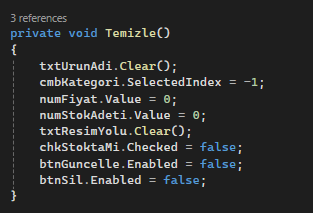 3 references
private void Temizle()
{
txtUrunAdi.Clear();
cmbKategori.SelectedIndex = -1;
numFiyat.Value = 0;
numStokAdeti.Value = 0;
txtResimYolu.Clear();
chkStoktaMi.Checked = false;
btnGuncelle.Enabled = false;
btnSil.Enabled = false;
}